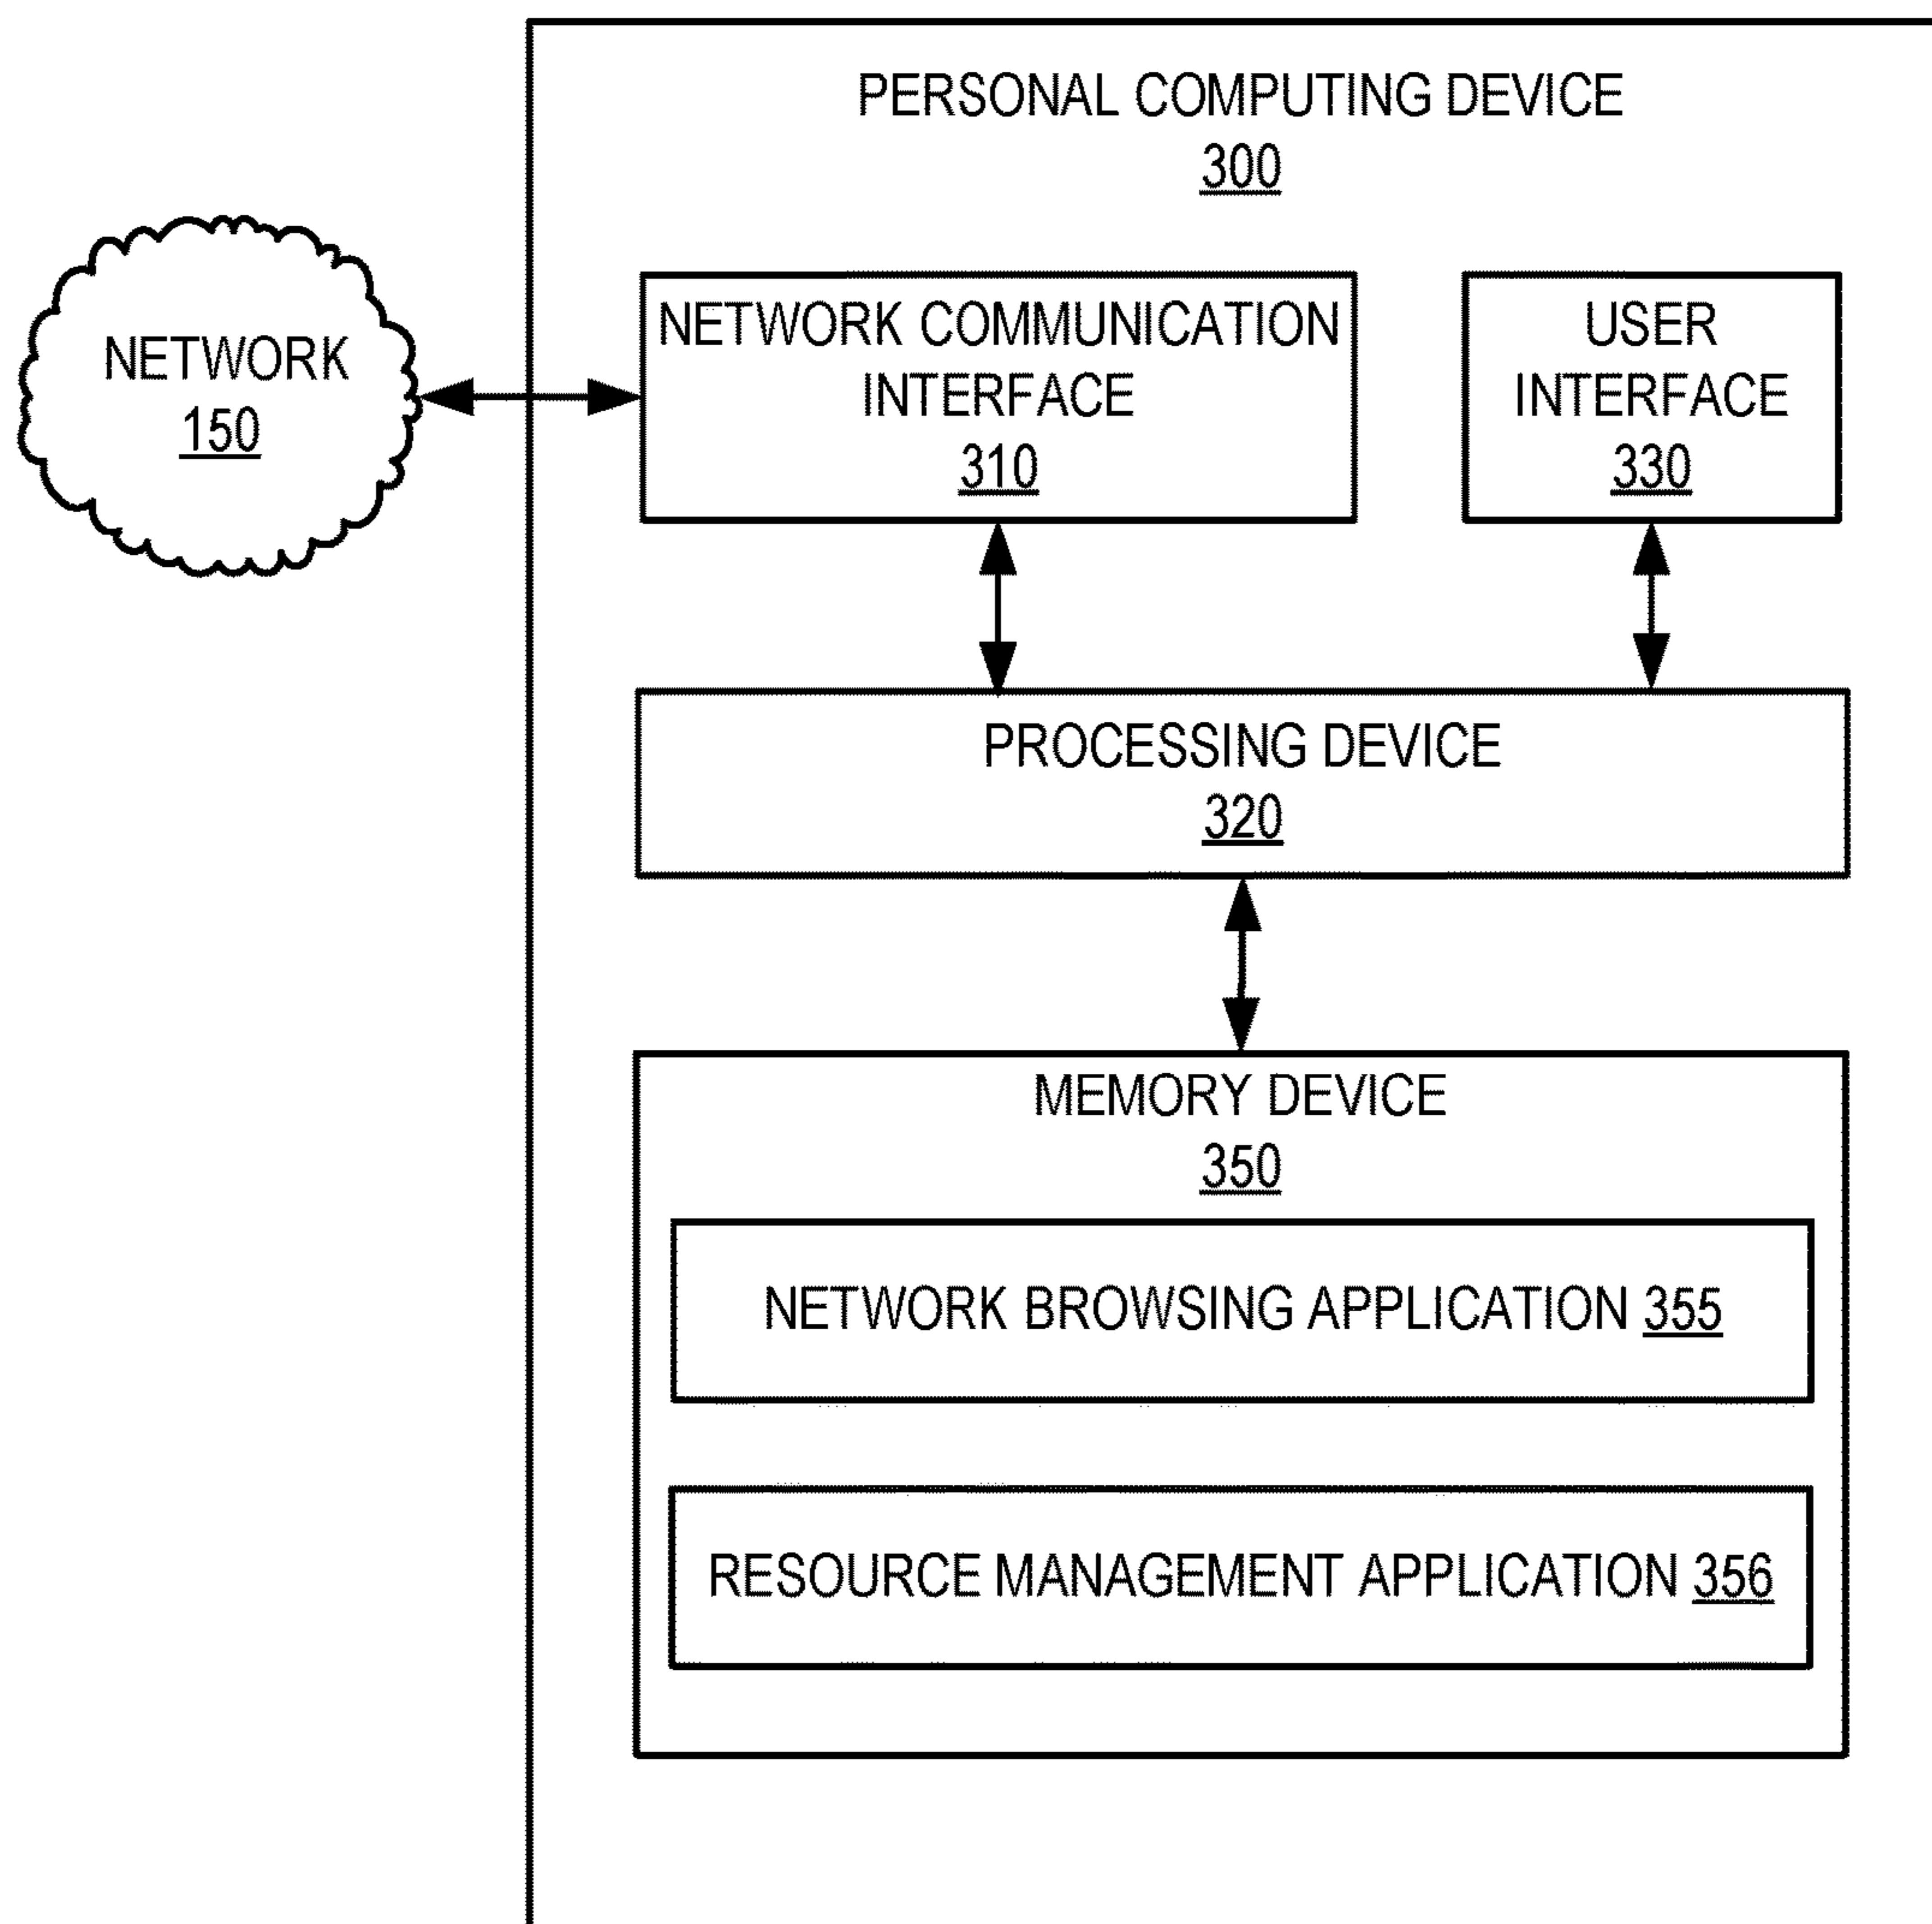 PERSONAL COMPUTING DEVICE
300
NETWORK
150
NETWORK COMMUNICATION
INTERFACE
310
USER
INTERFACE
330
PROCESSING DEVICE
320
MEMORY DEVICE
350
NETWORK BROWSING APPLICATION 355
RESOURCE MANAGEMENT APPLICATION 356